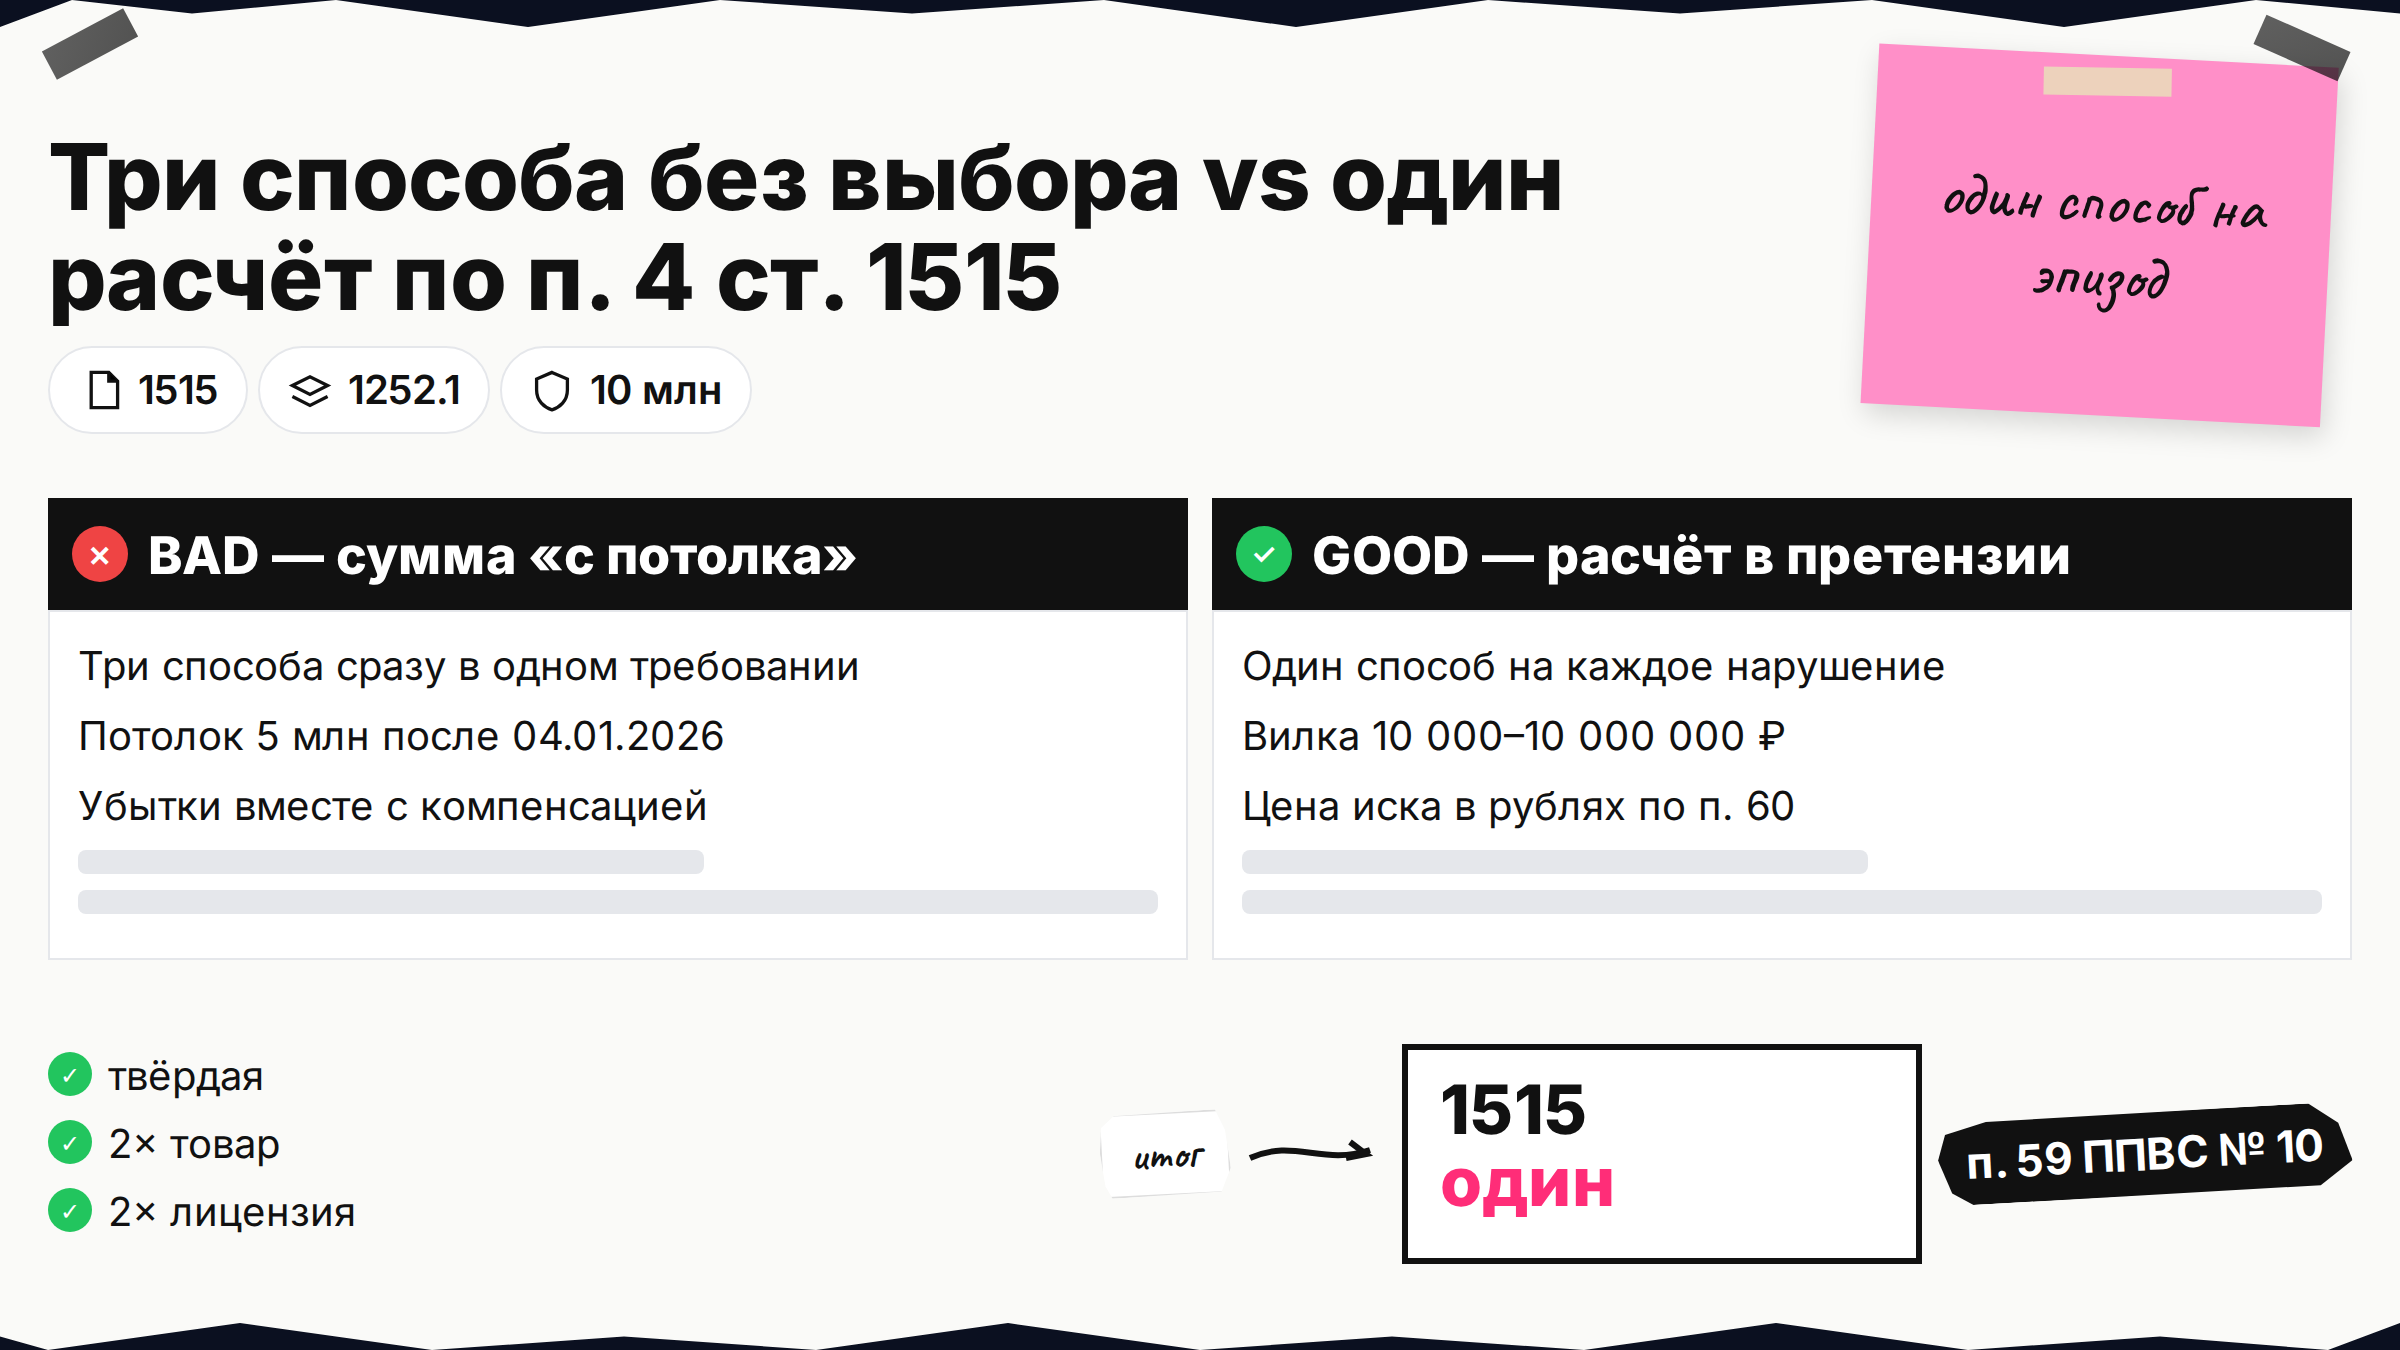 Три способа без выбора vs один
расчёт по п. 4 ст. 1515
один способ на
эпизод
1515
1252.1
10 млн
BAD — сумма «с потолка»
Три способа сразу в одном требовании
Потолок 5 млн после 04.01.2026
Убытки вместе с компенсацией
GOOD — расчёт в претензии
Один способ на каждое нарушение
Вилка 10 000–10 000 000 ₽
Цена иска в рублях по п. 60
твёрдая
2× товар
2× лицензия
итог
1515
один
п. 59 ППВС № 10